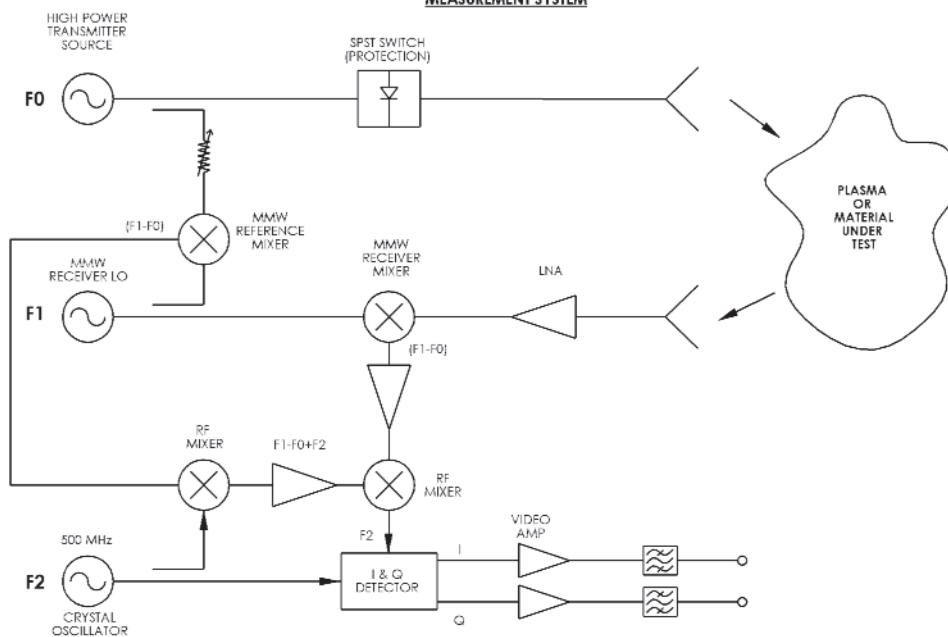 MEASUREMENT SYSTEM
HIGH POWER
TRANSMITTER
SOURCE
SPST SWITCH
(PROTECTION)
F0
PLASMA
OR
MATERIAL
UNDER
TEST
(F1-F0)
MMW
REFERENCE
MIXER
MMW
RECEIVER
MIXER
MMW
RECEIVER LO
LNA
F1
(F1-F0)
RF
MIXER
F1-F0+F2
RF
MIXER
500 MHz
F2
VIDEO
AMP
I
F2
I & Q
DETECTOR
Q
CRYSTAL
OSCILLATOR